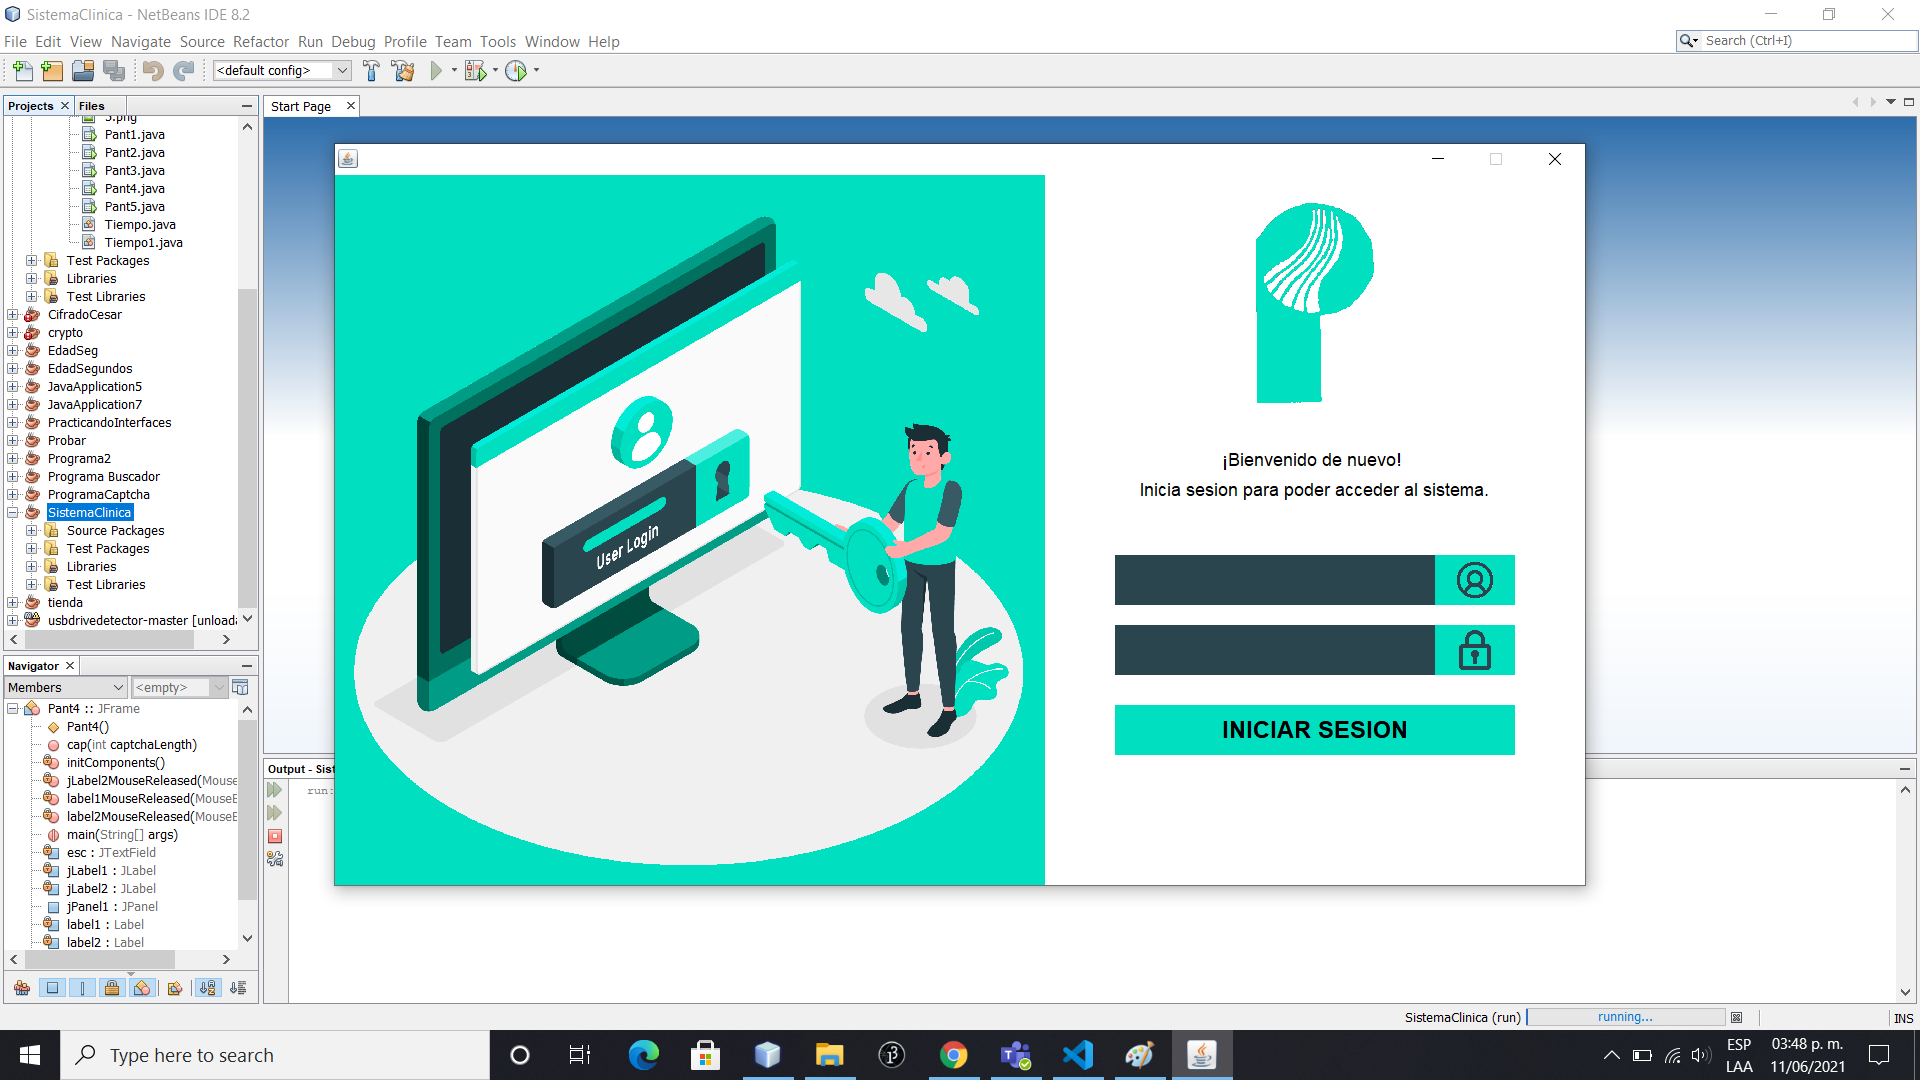 SistemaClinica - NetBeans IDE 8.2
File Edit View Navigate Source Refactor Run Debug Profile Team Tools Window Help
Search (Ctrl+I)
<default config>
Projects Files
Start Page
Pant1.java
Pant2.java
Pant3.java
Pant4.java
Pant5.java
Tiempo.java
Tiempo1.java
Test Packages
Libraries
Test Libraries
CifradoCesar
crypto
EdadSeg
EdadSegundos
JavaApplication5
JavaApplication7
PracticandoInterfaces
Probar
Programa2
Programa Buscador
ProgramaCaptcha
SistemaClinica
Source Packages
Test Packages
Libraries
Test Libraries
tienda
usbdrivedetector-master [unload
Navigator
Members
<empty>
Pant4 :: JFrame
Pant4()
cap(int captchaLength)
initComponents()
jLabel2MouseReleased(Mouse
label1MouseReleased(MouseE
label2MouseReleased(MouseE
main(String[] args)
esc : JTextField
jLabel1 : JLabel
jLabel2 : JLabel
jPanel1 : JPanel
label1 : Label
label2 : Label
User Login
¡Bienvenido de nuevo!
Inicia sesion para poder acceder al sistema.
INICIAR SESION
Output - Sist
run:
SistemaClinica (run)
running...
INS
Type here to search
ESP
LAA
03:48 p. m.
11/06/2021